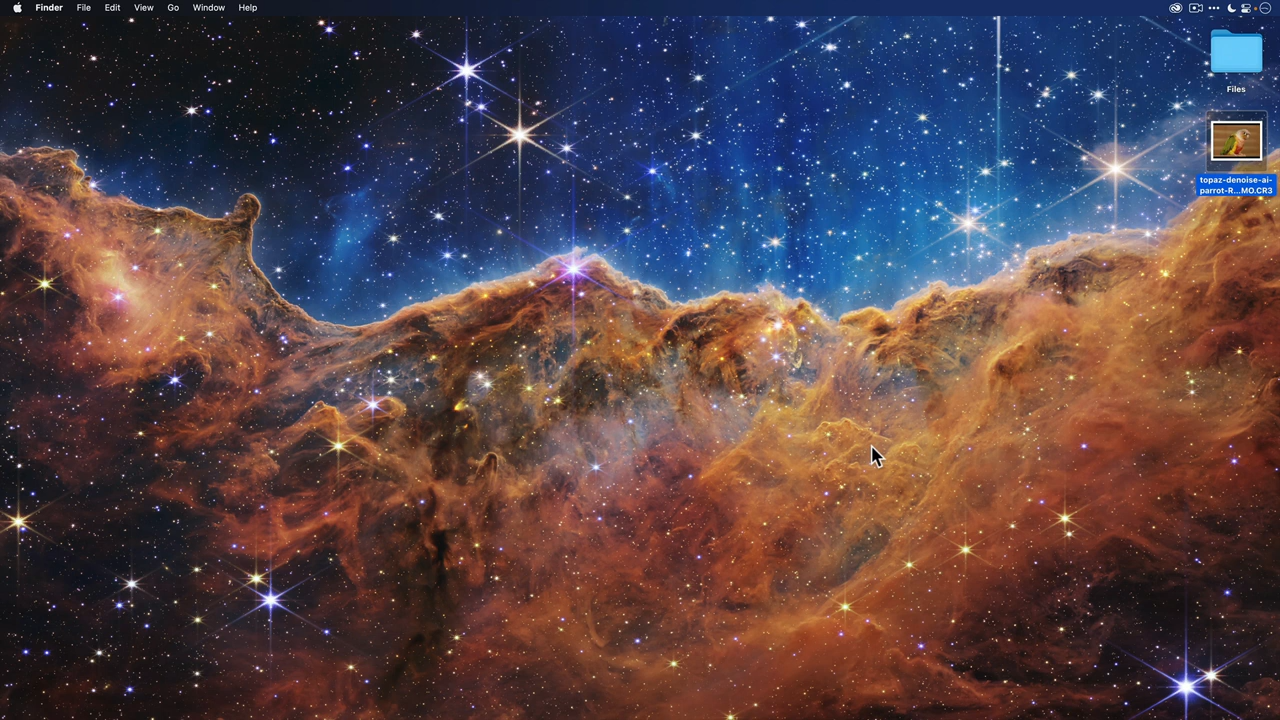 Finder File Edit View Go Window Help
Files
topaz-denoise-ai-
parrot-R...MO.CR3